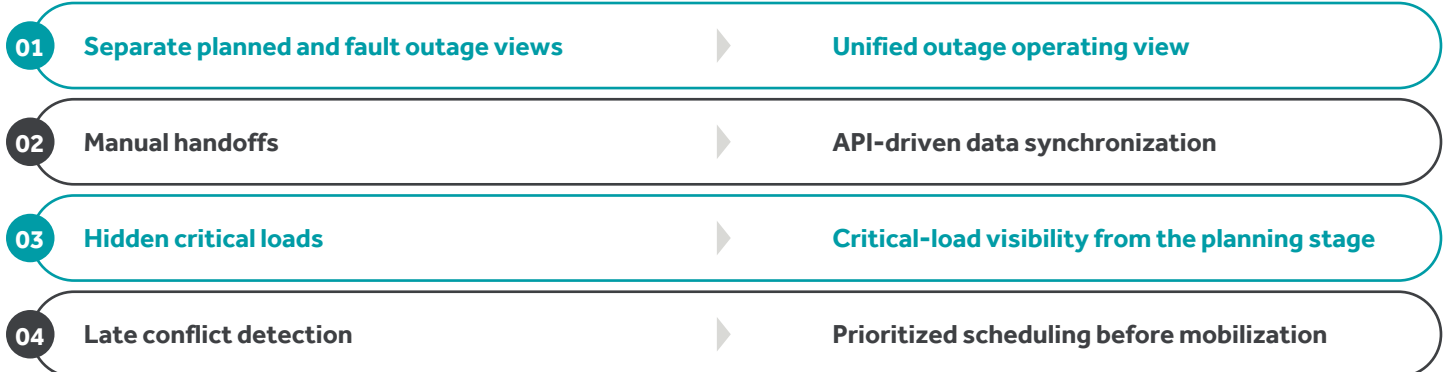 01 Separate planned and fault outage views Unified outage operating view
02 Manual handoffs API-driven data synchronization
03 Hidden critical loads Critical-load visibility from the planning stage
04 Late conflict detection Prioritized scheduling before mobilization